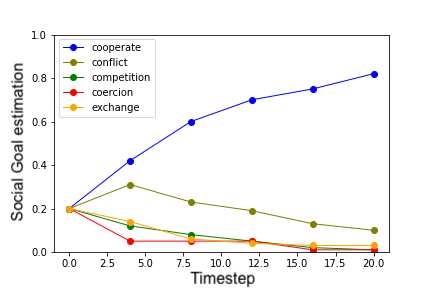 1.0
0.8
0.6
0.4
0.2
0.0
Social Goal estimation
cooperate
conflict
competition
coercion
exchange
0.0 2.5 5.0 7.5 10.0 12.5 15.0 17.5 20.0
Timestep